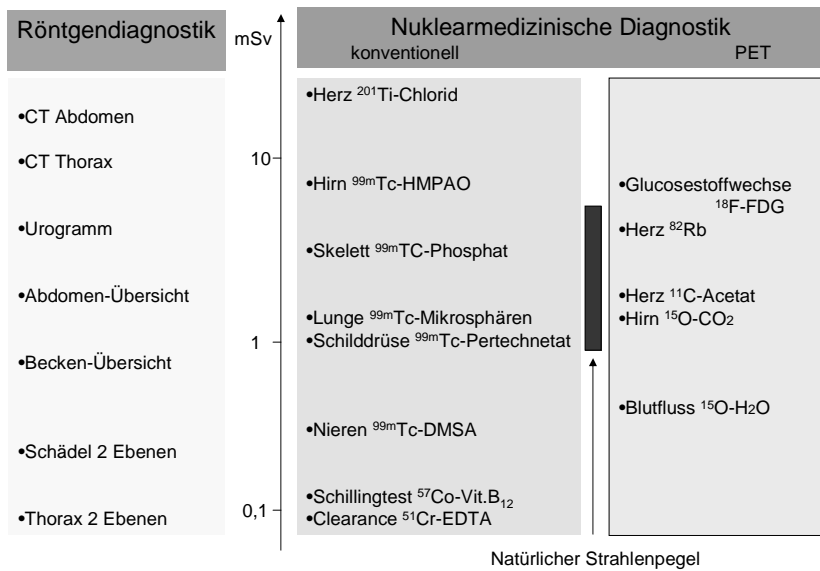 Röntgendiagnostik
mSv
Nuklearmedizinische Diagnostik
konventionell
PET
•CT Abdomen
•CT Thorax
•Urogramm
•Abdomen-Übersicht
•Becken-Übersicht
•Schädel 2 Ebenen
•Thorax 2 Ebenen
10
1
0,1
•Herz ²⁰¹Ti-Chlorid
•Hirn ⁹⁹ᵐTc-HMPAO
•Skelett ⁹⁹ᵐTC-Phosphat
•Lunge ⁹⁹ᵐTc-Mikrosphären
•Schilddrüse ⁹⁹ᵐTc-Pertechnetat
•Nieren ⁹⁹ᵐTc-DMSA
•Schillingtest ⁵⁷Co-Vit.B₁₂
•Clearance ⁵¹Cr-EDTA
•Glucosestoffwechse
¹⁸F-FDG
•Herz ⁸²Rb
•Herz ¹¹C-Acetat
•Hirn ¹⁵O-CO₂
•Blutfluss ¹⁵O-H₂O
Natürlicher Strahlenpegel